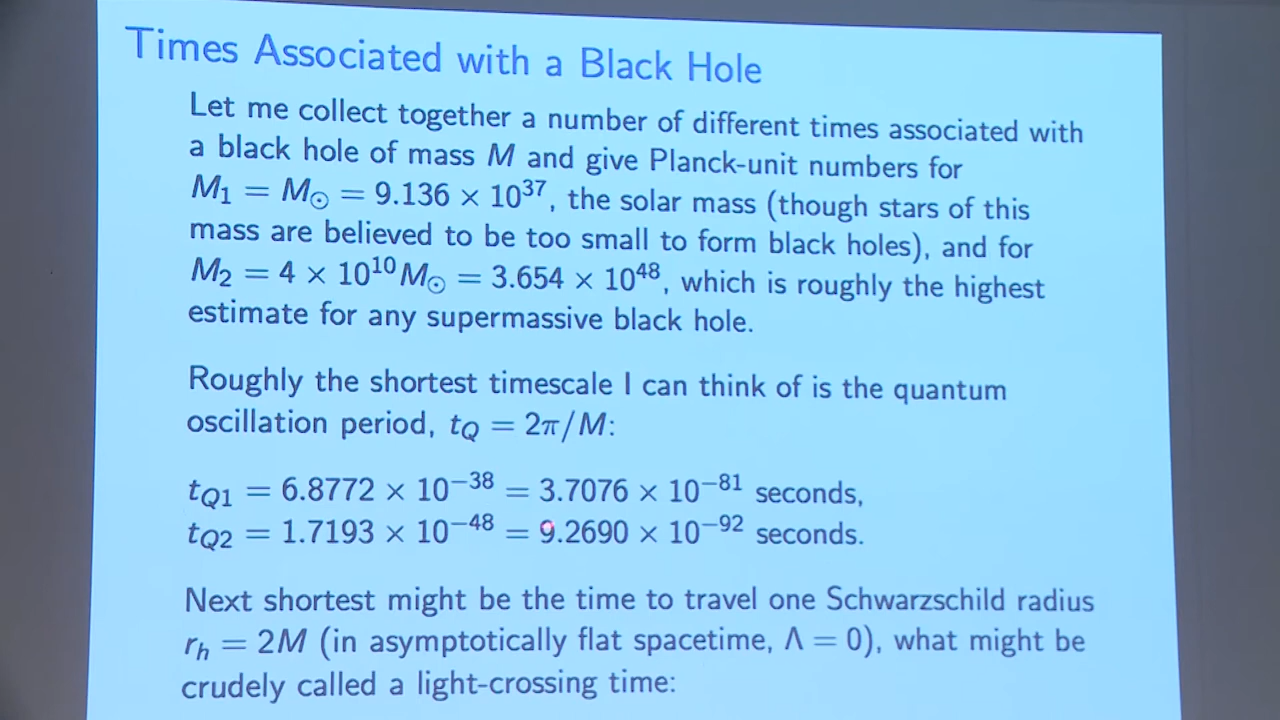 Times Associated with a Black Hole
Let me collect together a number of different times associated with
a black hole of mass M and give Planck-unit numbers for
M₁ = M☉ = 9.136 × 10³⁷, the solar mass (though stars of this
mass are believed to be too small to form black holes), and for
M₂ = 4 × 10¹⁰M☉ = 3.654 × 10⁴⁸, which is roughly the highest
estimate for any supermassive black hole.
Roughly the shortest timescale I can think of is the quantum
oscillation period, t_Q = 2π/M:
t_Q1 = 6.8772 × 10⁻³⁸ = 3.7076 × 10⁻⁸¹ seconds,
t_Q2 = 1.7193 × 10⁻⁴⁸ = 9.2690 × 10⁻⁹² seconds.
Next shortest might be the time to travel one Schwarzschild radius
r_h = 2M (in asymptotically flat spacetime, Λ = 0), what might be
crudely called a light-crossing time: